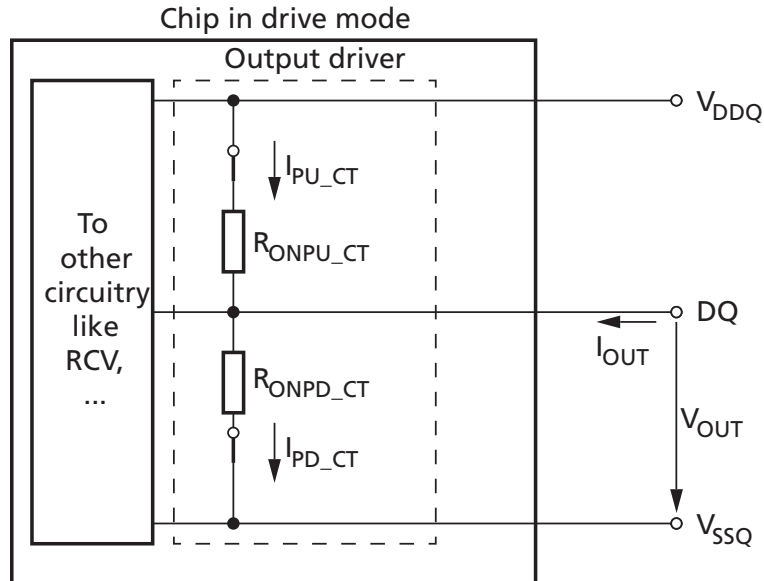 Chip in drive mode
Output driver
V_DDQ
I_PU_CT
To
other
circuitry
like
RCV,
...
R_ONPU_CT
DQ
I_OUT
R_ONPD_CT
V_OUT
I_PD_CT
V_SSQ